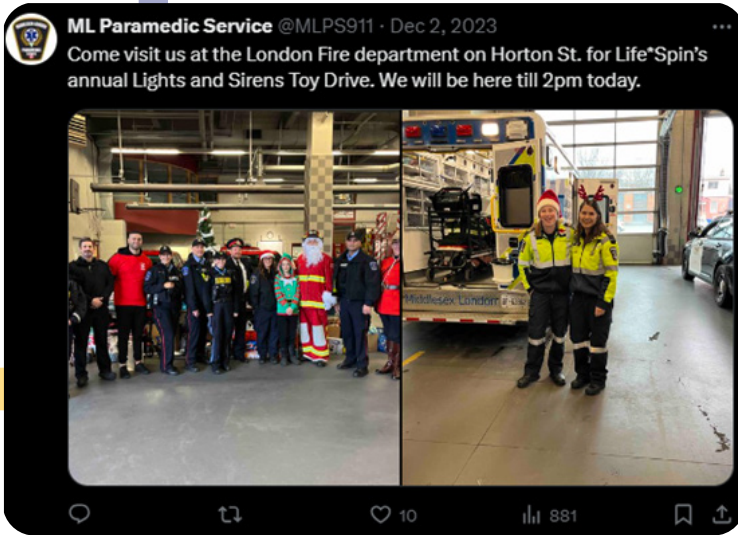 ML Paramedic Service @MLPS911 · Dec 2, 2023
Come visit us at the London Fire department on Horton St. for Life*Spin's
annual Lights and Sirens Toy Drive. We will be here till 2pm today.
Middlesex London
10
881